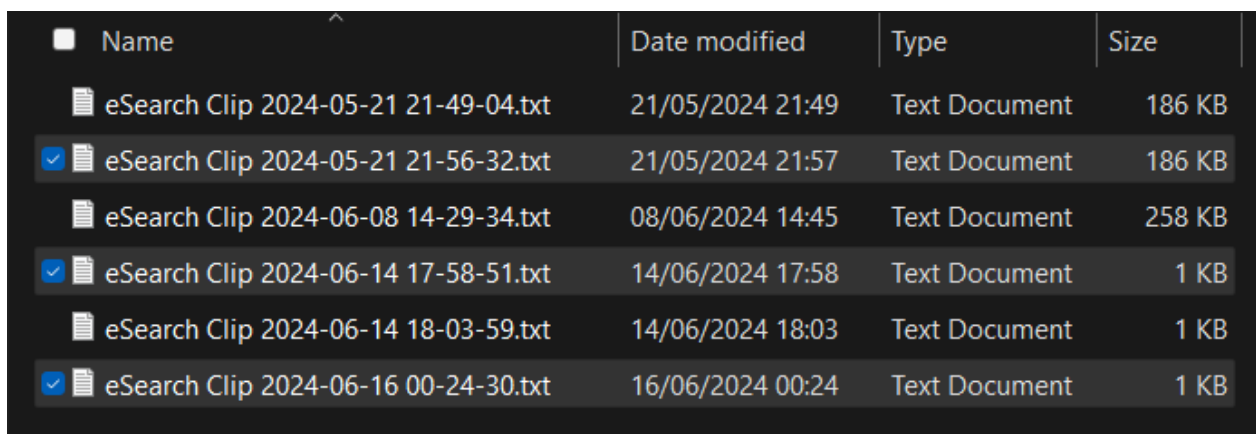 Name Date modified Type Size
eSearch Clip 2024-05-21 21-49-04.txt 21/05/2024 21:49 Text Document 186 KB
eSearch Clip 2024-05-21 21-56-32.txt 21/05/2024 21:57 Text Document 186 KB
eSearch Clip 2024-06-08 14-29-34.txt 08/06/2024 14:45 Text Document 258 KB
eSearch Clip 2024-06-14 17-58-51.txt 14/06/2024 17:58 Text Document 1 KB
eSearch Clip 2024-06-14 18-03-59.txt 14/06/2024 18:03 Text Document 1 KB
eSearch Clip 2024-06-16 00-24-30.txt 16/06/2024 00:24 Text Document 1 KB